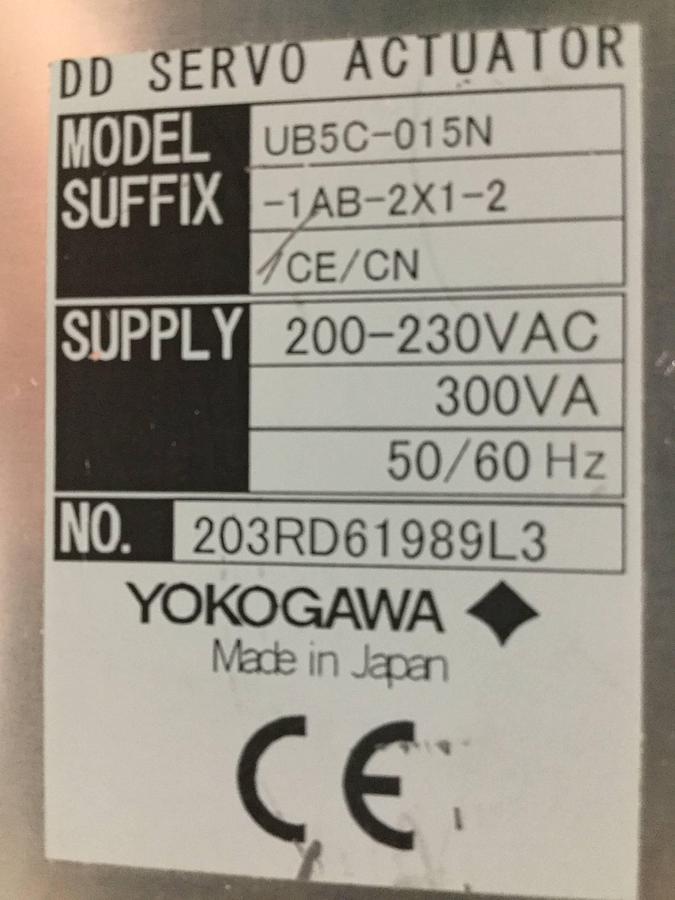 DD SERVO ACTUATOR
MODEL UB5C-015N
SUFFIX -1AB-2X1-2
/CE/CN
SUPPLY 200-230VAC
300VA
50/60 Hz
NO. 203RD61989L3
YOKOGAWA
Made in Japan
CE